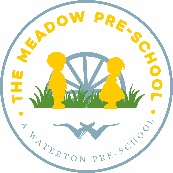 · THE MEADOW PRE-SCHOOL ·
A WATERTON PRE-SCHOOL